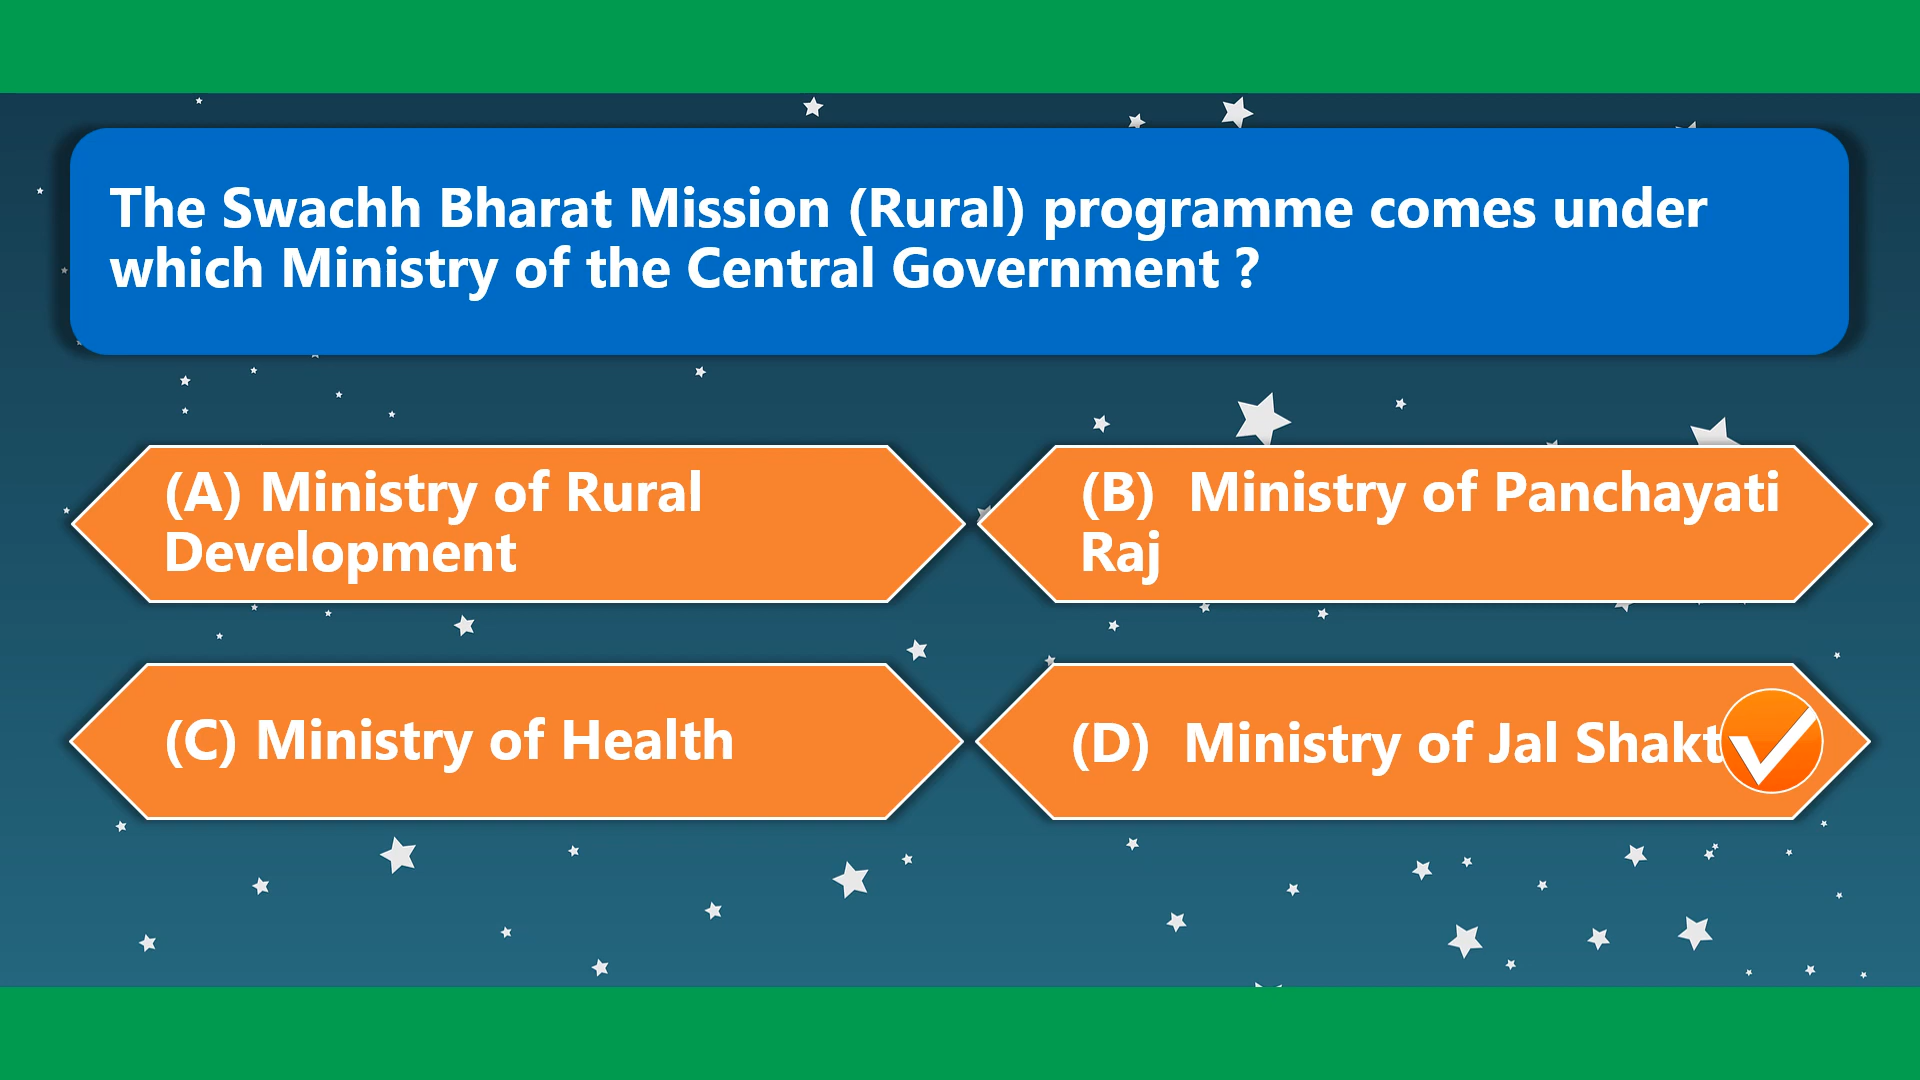 The Swachh Bharat Mission (Rural) programme comes under
which Ministry of the Central Government ?
(A) Ministry of Rural
Development
(B) Ministry of Panchayati
Raj
(C) Ministry of Health
(D) Ministry of Jal Shakt